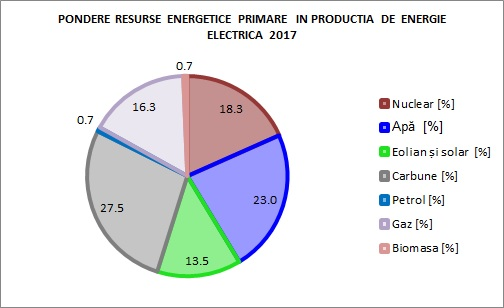 PONDERE RESURSE ENERGETICE PRIMARE IN PRODUCTIA DE ENERGIE
ELECTRICA 2017
0.7
16.3
18.3
0.7
27.5
23.0
13.5
Nuclear [%]
Apă [%]
Eolian și solar [%]
Carbune [%]
Petrol [%]
Gaz [%]
Biomasa [%]